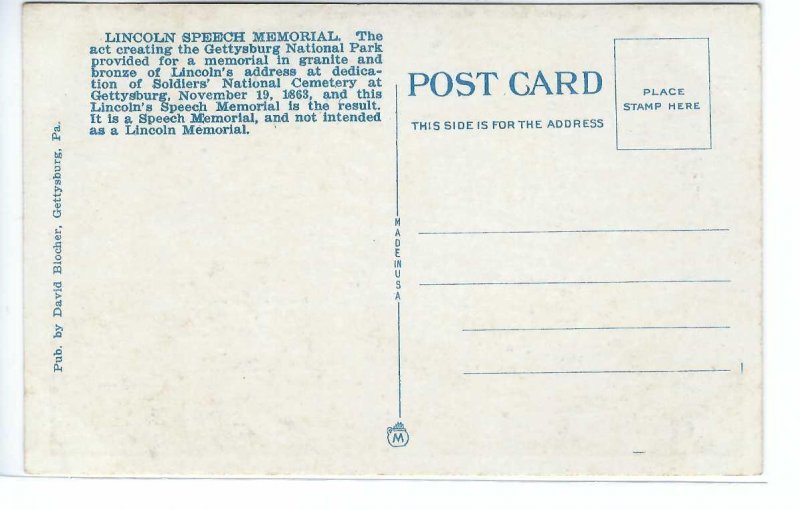 LINCOLN SPEECH MEMORIAL. The
act creating the Gettysburg National Park
provided for a memorial in granite and
bronze of Lincoln's address at dedica-
tion of Soldiers' National Cemetery at
Gettysburg, November 19, 1863, and this
Lincoln's Speech Memorial is the result.
It is a Speech Memorial, and not intended
as a Lincoln Memorial.
Pub. by David Blocher, Gettysburg, Pa.
POST CARD
THIS SIDE IS FOR THE ADDRESS
PLACE
STAMP HERE
MADE IN USA
M